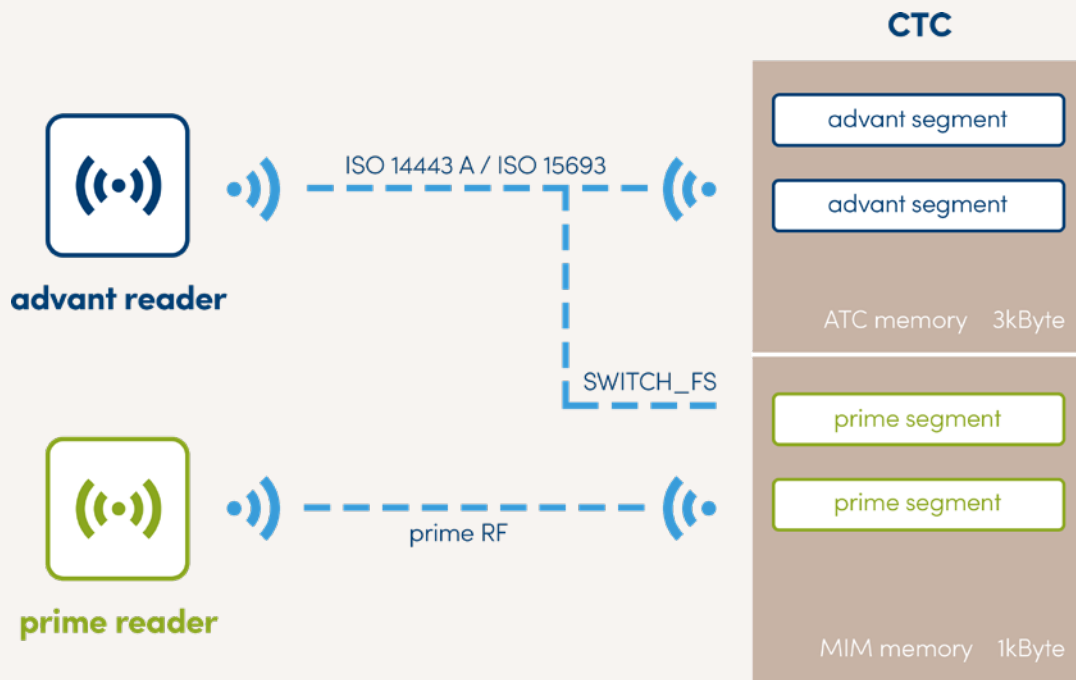 CTC
advant segment
ISO 14443 A / ISO 15693
advant segment
advant reader
ATC memory 3kByte
SWITCH_FS
prime segment
prime segment
prime RF
prime reader
MIM memory 1kByte